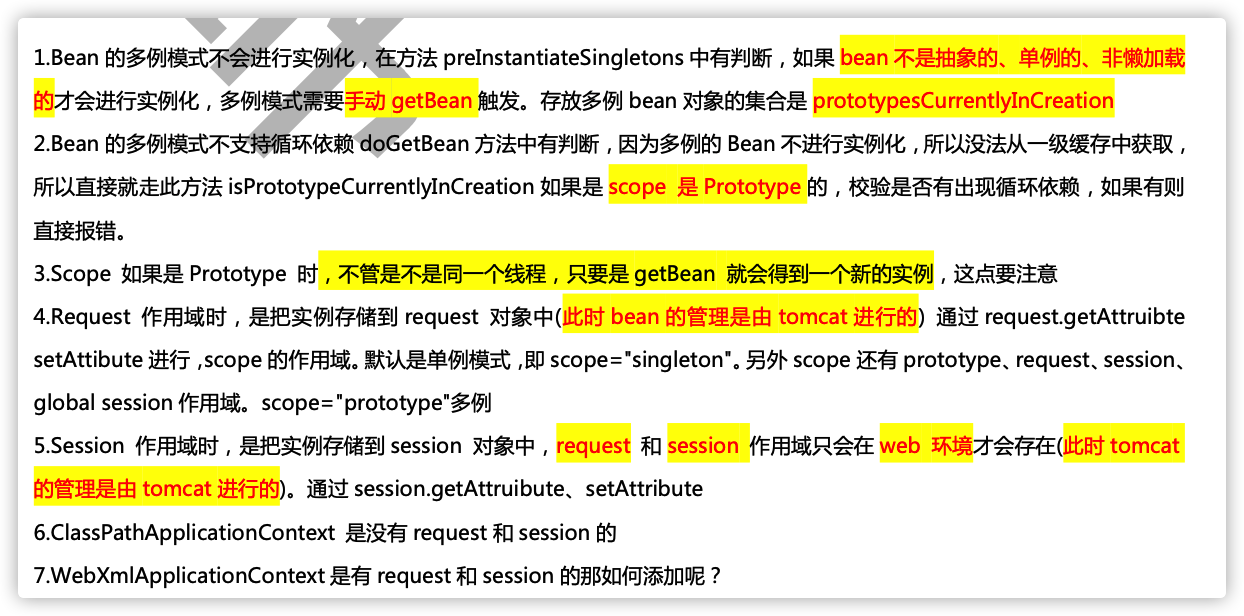 1.Bean 的多例模式不会进行实例化，在方法 preInstantiateSingletons 中有判断，如果 bean 不是抽象的、单例的、非懒加载
的才会进行实例化，多例模式需要手动 getBean 触发。存放多例 bean 对象的集合是 prototypesCurrentlyInCreation
2.Bean 的多例模式不支持循环依赖 doGetBean 方法中有判断，因为多例的 Bean 不进行实例化，所以没法从一级缓存中获取，
所以直接就走此方法 isPrototypeCurrentlyInCreation 如果是 scope 是 Prototype 的，校验是否有出现循环依赖，如果有则
直接报错。
3.Scope 如果是 Prototype 时，不管是不是同一个线程，只要是 getBean 就会得到一个新的实例，这点要注意
4.Request 作用域时，是把实例存储到 request 对象中(此时 bean 的管理是由 tomcat 进行的) 通过 request.getAttruibte
setAttibute 进行 ,scope 的作用域。默认是单例模式，即 scope="singleton"。另外 scope 还有 prototype、request、session、
global session 作用域。scope="prototype"多例
5.Session 作用域时，是把实例存储到 session 对象中，request 和 session 作用域只会在 web 环境才会存在(此时 tomcat
的管理是由 tomcat 进行的)。通过 session.getAttruibute、setAttribute
6.ClassPathApplicationContext 是没有 request 和 session 的
7.WebXmlApplicationContext 是有 request 和 session 的那如何添加呢？